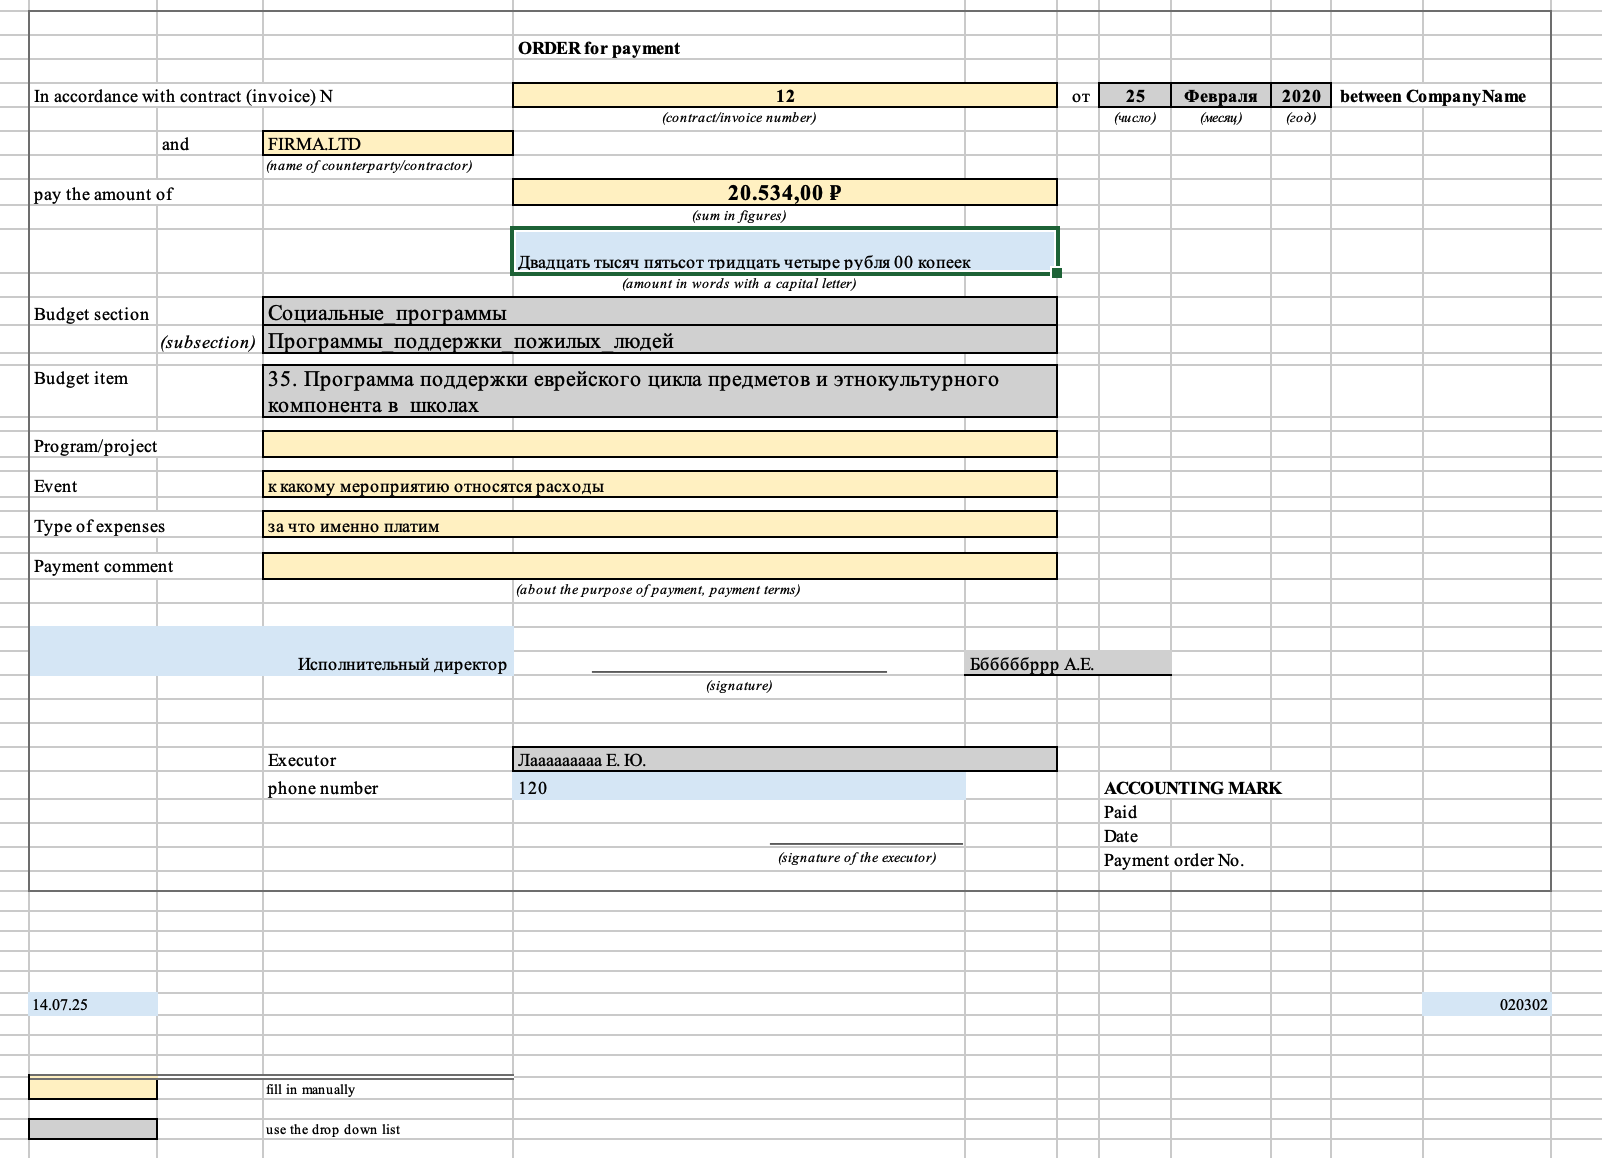 ORDER for payment
In accordance with contract (invoice) N 12 от 25 Февраля 2020 between CompanyName
(contract/invoice number) (число) (месяц) (год)
and FIRMA.LTD
(name of counterparty/contractor)
pay the amount of 20.534,00 ₽
(sum in figures)
Двадцать тысяч пятьсот тридцать четыре рубля 00 копеек
(amount in words with a capital letter)
Budget section Социальные_программы
(subsection) Программы_поддержки_пожилых_людей
Budget item 35. Программа поддержки еврейского цикла предметов и этнокультурного
компонента в школах
Program/project
Event к какому мероприятию относятся расходы
Type of expenses за что именно платим
Payment comment
(about the purpose of payment, payment terms)
Исполнительный директор Ббббббррр А.Е.
(signature)
Executor Лааааааааа Е. Ю.
phone number 120 ACCOUNTING MARK
Paid
Date
(signature of the executor) Payment order No.
14.07.25 020302
fill in manually
use the drop down list